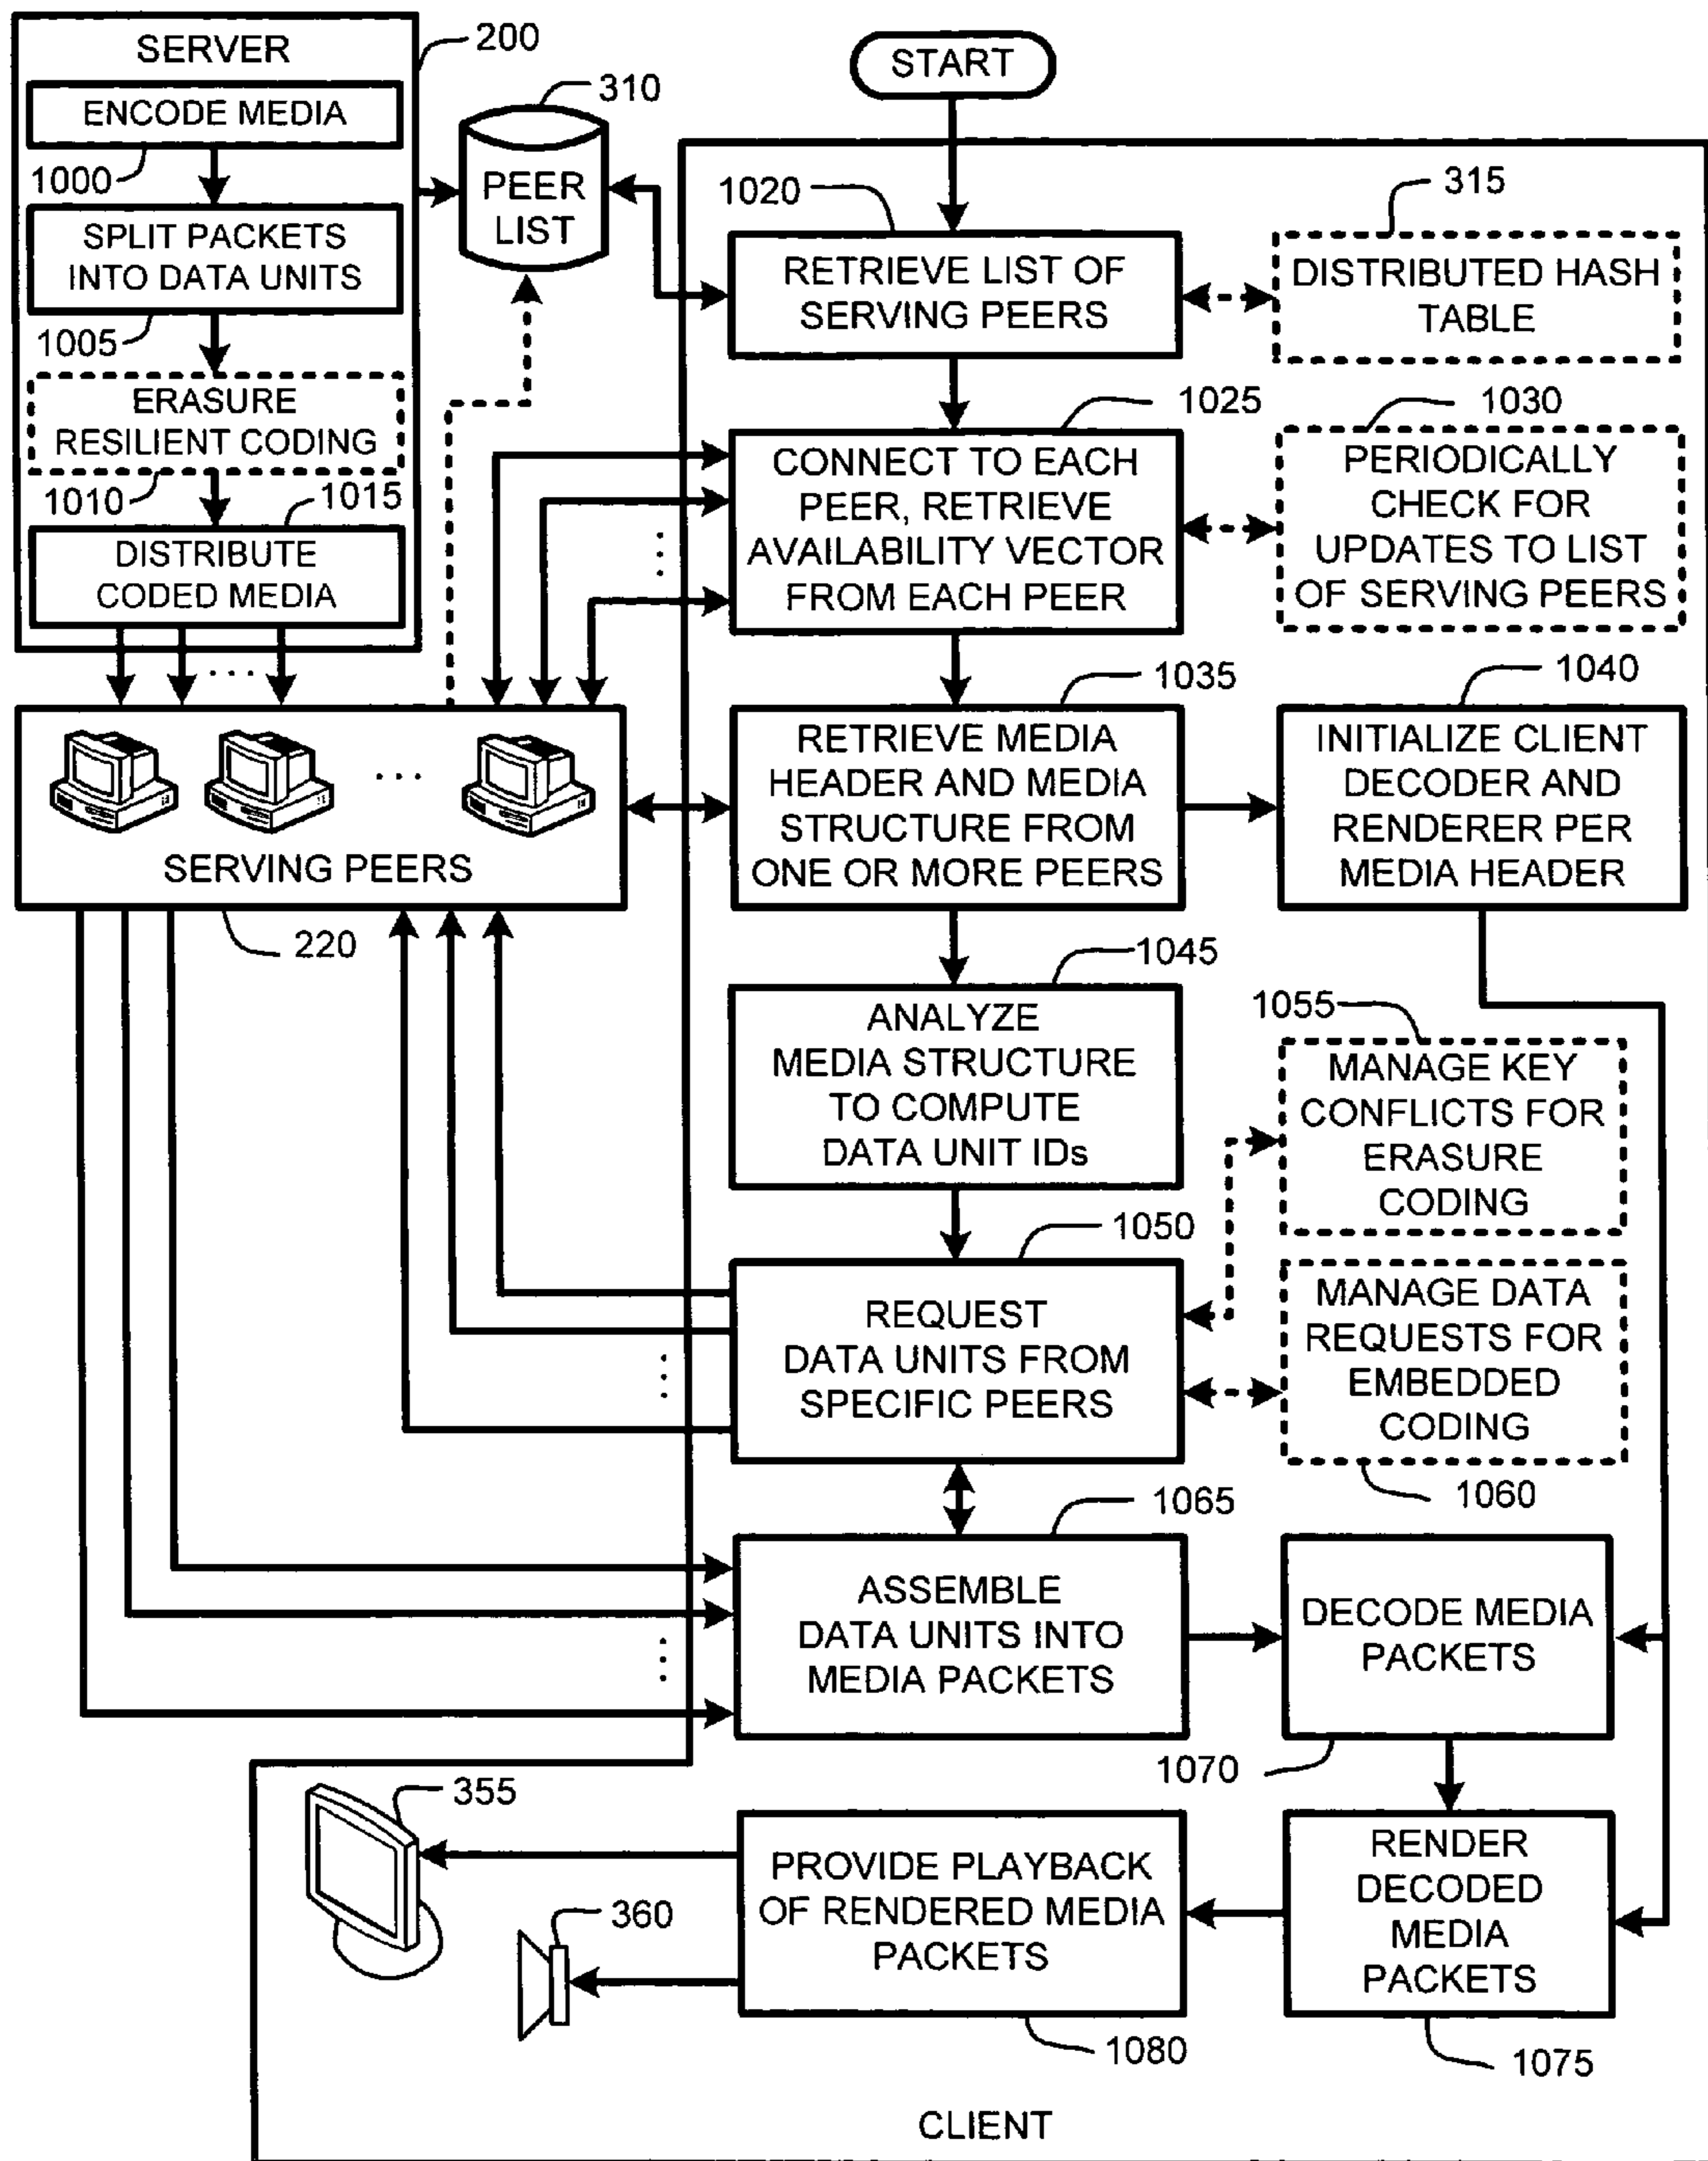 SERVER
200
ENCODE MEDIA
1000
SPLIT PACKETS
INTO DATA UNITS
1005
ERASURE
RESILIENT CODING
1010
1015
DISTRIBUTE
CODED MEDIA
...
310
PEER
LIST
START
1020
RETRIEVE LIST OF
SERVING PEERS
315
DISTRIBUTED HASH
TABLE
1025
CONNECT TO EACH
PEER, RETRIEVE
AVAILABILITY VECTOR
FROM EACH PEER
...
1030
PERIODICALLY
CHECK FOR
UPDATES TO LIST
OF SERVING PEERS
...
SERVING PEERS
220
1035
RETRIEVE MEDIA
HEADER AND MEDIA
STRUCTURE FROM
ONE OR MORE PEERS
1040
INITIALIZE CLIENT
DECODER AND
RENDERER PER
MEDIA HEADER
1045
ANALYZE
MEDIA STRUCTURE
TO COMPUTE
DATA UNIT IDs
1055
MANAGE KEY
CONFLICTS FOR
ERASURE
CODING
1050
REQUEST
DATA UNITS FROM
SPECIFIC PEERS
...
MANAGE DATA
REQUESTS FOR
EMBEDDED
CODING
1060
1065
ASSEMBLE
DATA UNITS INTO
MEDIA PACKETS
...
DECODE MEDIA
PACKETS
1070
RENDER
DECODED
MEDIA
PACKETS
1075
PROVIDE PLAYBACK
OF RENDERED MEDIA
PACKETS
1080
355
360
CLIENT